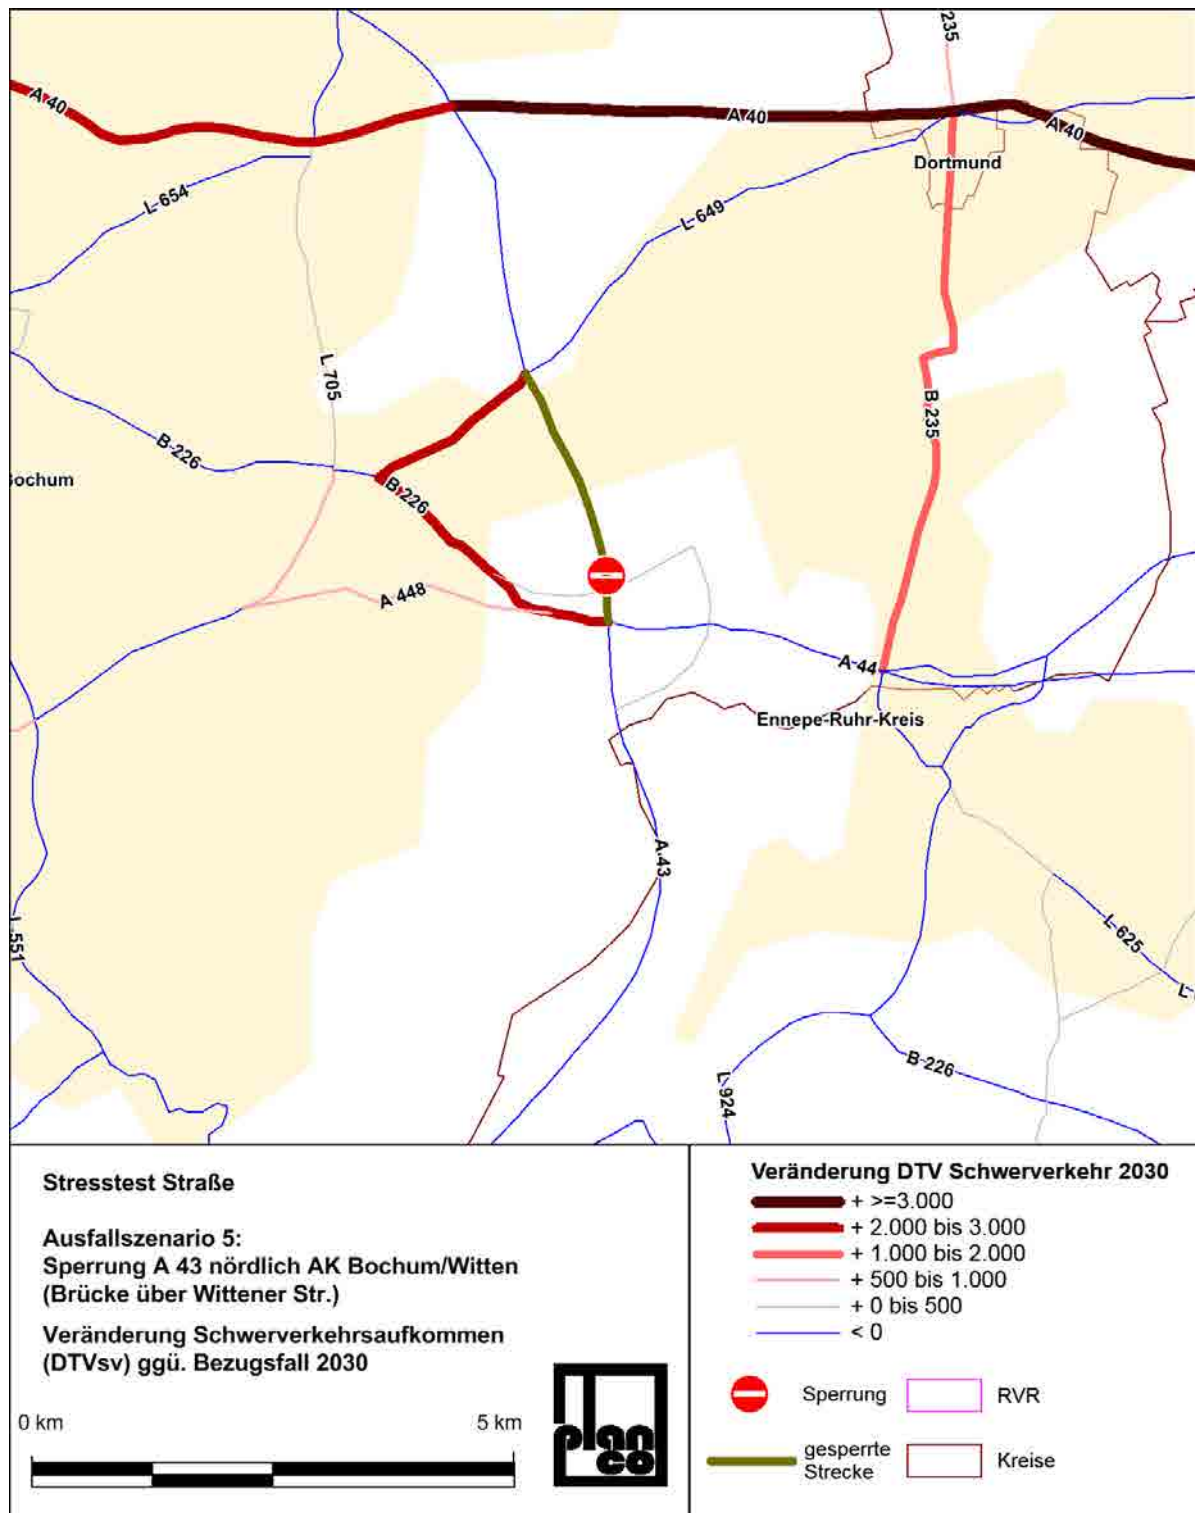 235
A 40
A 40
A 40
Dortmund
L 654
L 649
L 705
B 235
B 226
Bochum
B 226
A 448
A 44
Ennepe-Ruhr-Kreis
A 43
L 551
L 625
L
B 226
L 924
Stresstest Straße
Ausfallszenario 5:
Sperrung A 43 nördlich AK Bochum/Witten
(Brücke über Wittener Str.)
Veränderung Schwerverkehrsaufkommen
(DTVsv) ggü. Bezugsfall 2030
0 km
5 km
plan
co
Veränderung DTV Schwerverkehr 2030
+ >=3.000
+ 2.000 bis 3.000
+ 1.000 bis 2.000
+ 500 bis 1.000
+ 0 bis 500
< 0
Sperrung
RVR
gesperrte
Strecke
Kreise